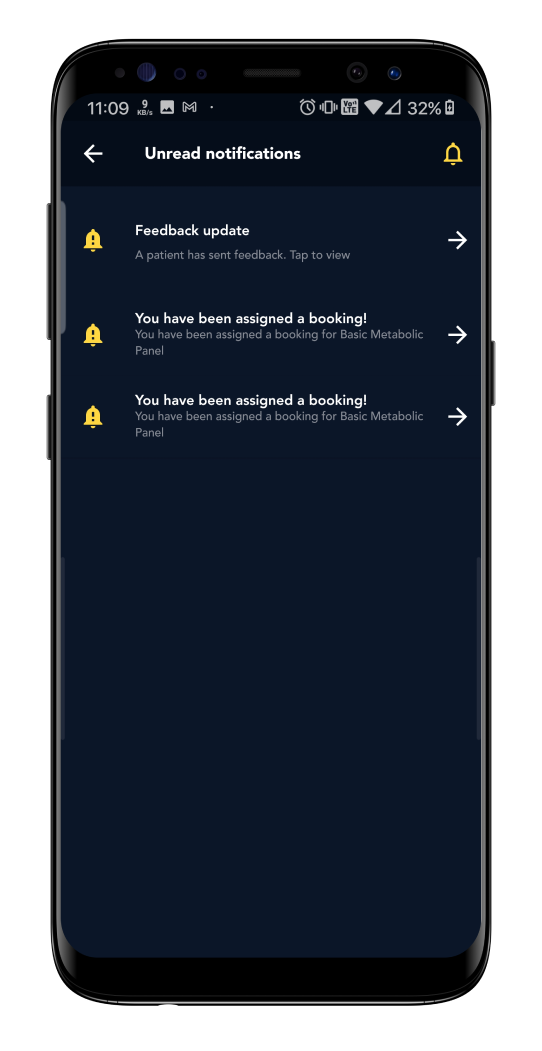 11:09 9 KB/s VoD LTE 32%
Unread notifications
Feedback update
A patient has sent feedback. Tap to view
You have been assigned a booking!
You have been assigned a booking for Basic Metabolic
Panel
You have been assigned a booking!
You have been assigned a booking for Basic Metabolic
Panel